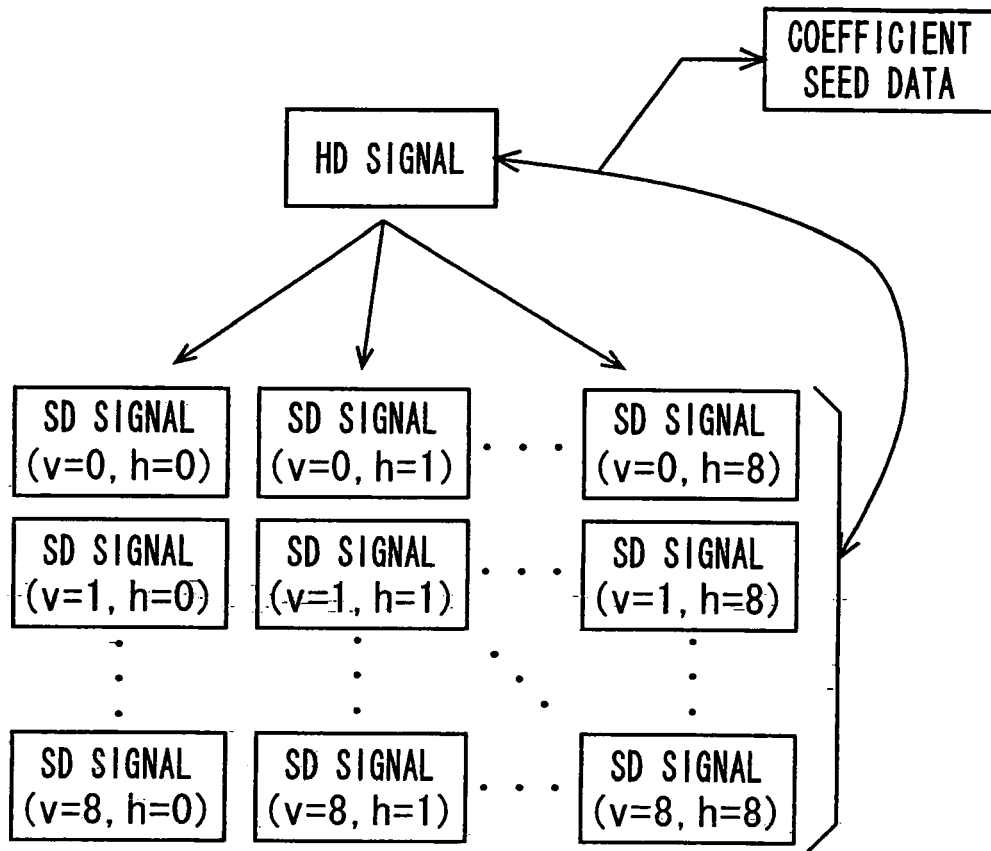 COEFFICIENT
SEED DATA
HD SIGNAL
SD SIGNAL
(v=0, h=0)
SD SIGNAL
(v=0, h=1)
SD SIGNAL
(v=0, h=8)
SD SIGNAL
(v=1, h=0)
SD SIGNAL
(v=1, h=1)
SD SIGNAL
(v=1, h=8)
SD SIGNAL
(v=8, h=0)
SD SIGNAL
(v=8, h=1)
SD SIGNAL
(v=8, h=8)